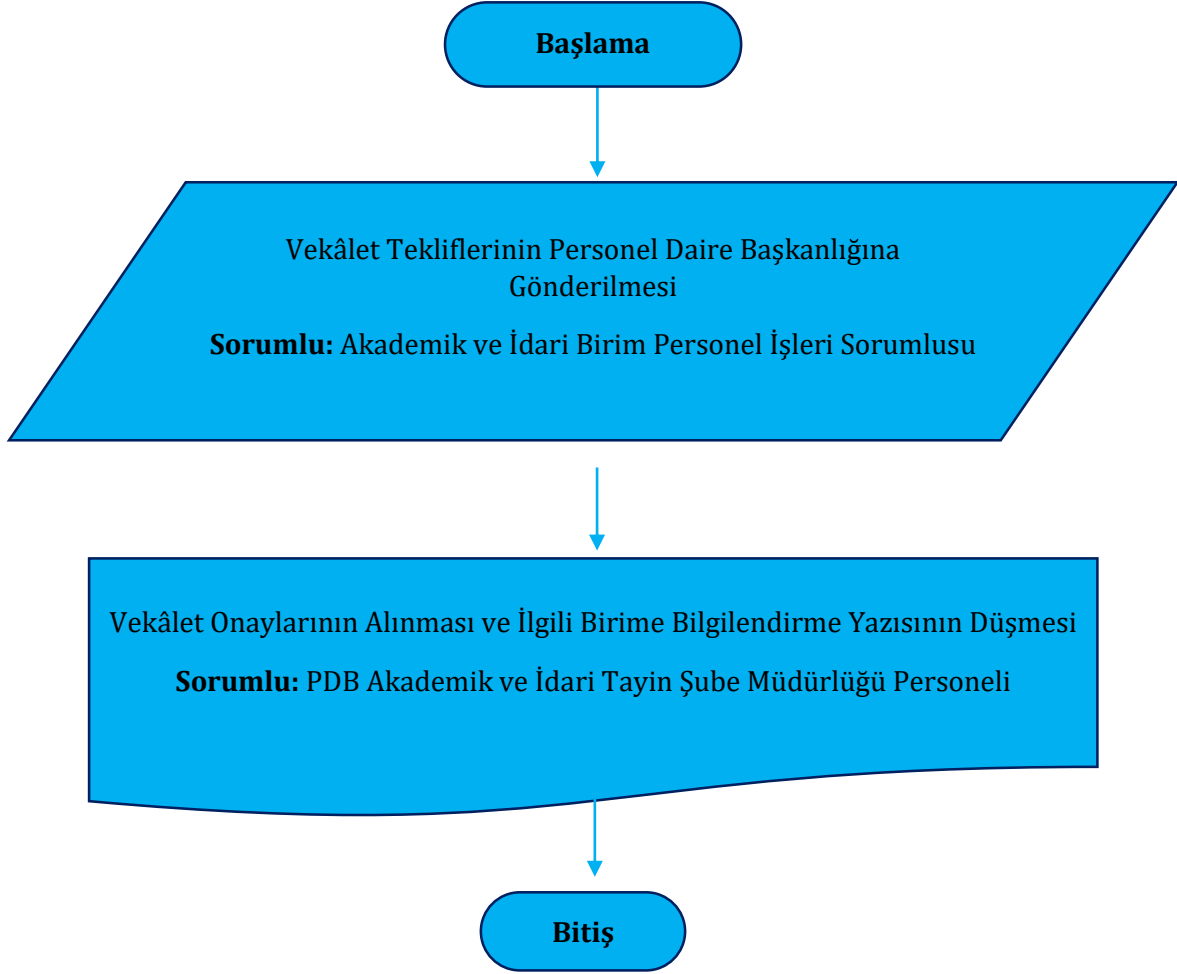 Başlama
Vekâlet Tekliflerinin Personel Daire Başkanlığına
Gönderilmesi
Sorumlu: Akademik ve İdari Birim Personel İşleri Sorumlusu
Vekâlet Onaylarının Alınması ve İlgili Birime Bilgilendirme Yazısının Düşmesi
Sorumlu: PDB Akademik ve İdari Tayin Şube Müdürlüğü Personeli
Bitiş